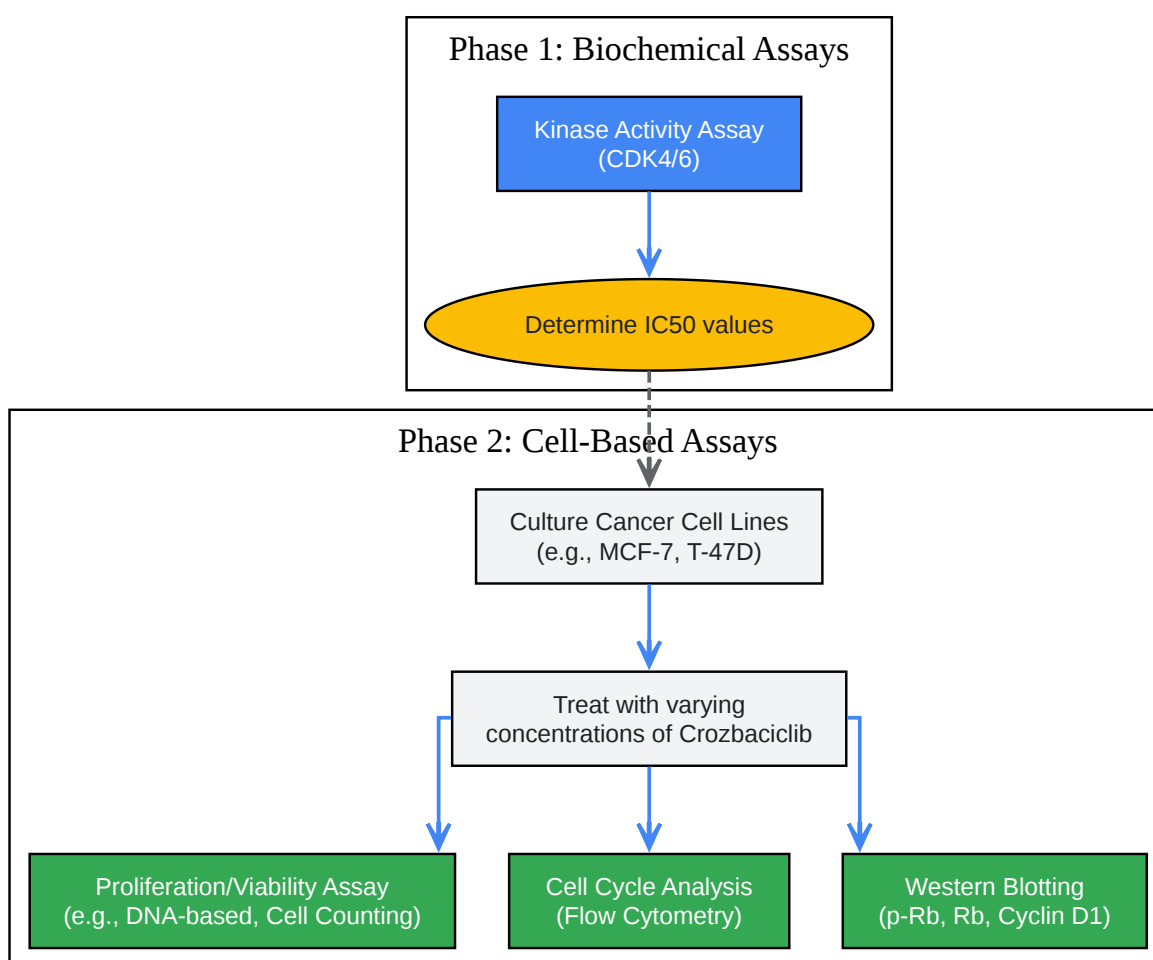 Phase 1: Biochemical Assays
Kinase Activity Assay
(CDK4/6)
Determine IC50 values
Phase 2: Cell-Based Assays
Culture Cancer Cell Lines
(e.g., MCF-7, T-47D)
Treat with varying
concentrations of Crozbaciclib
Proliferation/Viability Assay
(e.g., DNA-based, Cell Counting)
Cell Cycle Analysis
(Flow Cytometry)
Western Blotting
(p-Rb, Rb, Cyclin D1)